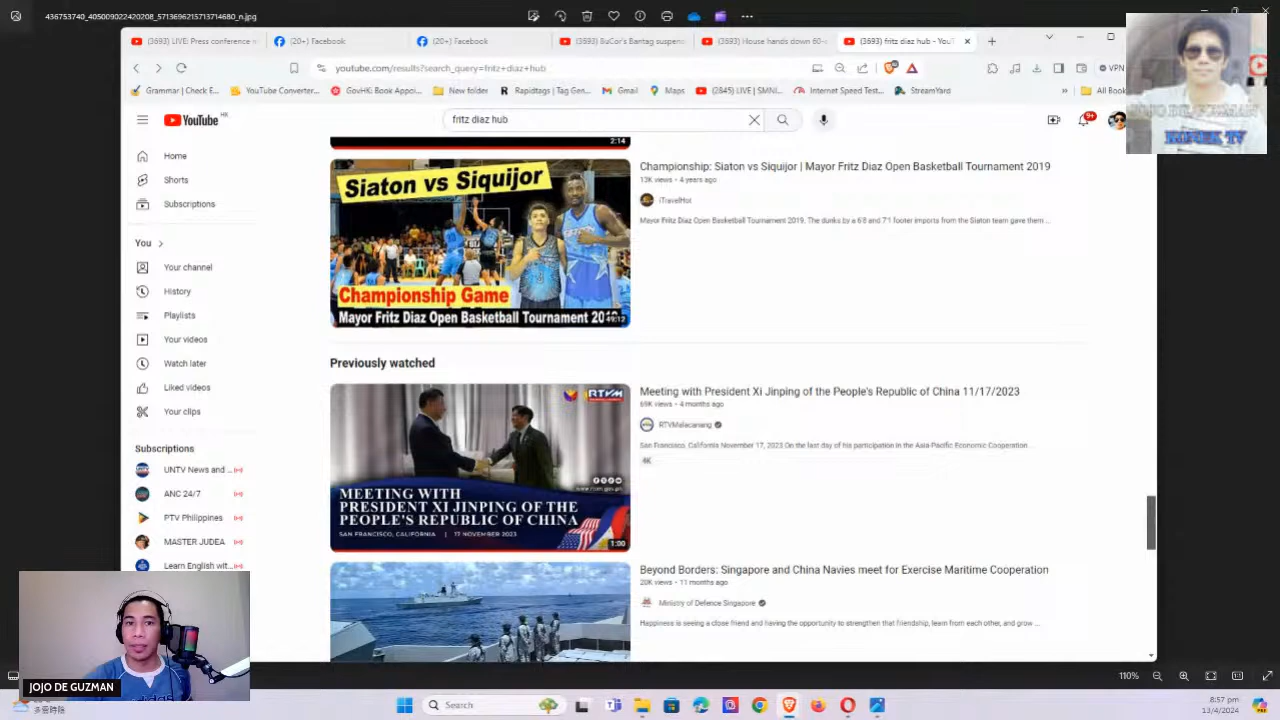 436753740_405009022420208_5713696215713714680_n.jpg
(3593) LIVE: Press conference w
(20+) Facebook
(20+) Facebook
(3593) BuCor's Bantag suspens
(3593) House hands down 60-
(3593) fritz diaz hub - YouT
youtube.com/results?search_query=fritz+diaz+hub
VPN
Grammar | Check E...
YouTube Converter...
GovHK: Book Appoi...
New folder
Rapidtags | Tag Gen...
Gmail
Maps
(2845) LIVE | SMNI...
Internet Speed Test...
StreamYard
All Boo
YouTube HK
fritz diaz hub
9+
Home
Shorts
Subscriptions
You
Your channel
History
Playlists
Your videos
Watch later
Liked videos
Your clips
Subscriptions
UNTV News and ...
ANC 24/7
PTV Philippines
MASTER JUDEA
Learn English wit...
2:14
Siaton vs Siquijor
Championship Game
Mayor Fritz Diaz Open Basketball Tournament 20
49:12
Championship: Siaton vs Siquijor | Mayor Fritz Diaz Open Basketball Tournament 2019
13K views • 4 years ago
iTravelHot
Mayor Fritz Diaz Open Basketball Tournament 2019. The dunks by a 6'8 and 7'1 footer imports from the Siaton team gave them ...
Previously watched
RTVM
MEETING WITH
PRESIDENT XI JINPING OF THE
PEOPLE'S REPUBLIC OF CHINA
SAN FRANCISCO, CALIFORNIA | 17 NOVEMBER 2023
1:00
Meeting with President Xi Jinping of the People's Republic of China 11/17/2023
69K views • 4 months ago
RTVMalacanang
San Francisco, California November 17, 2023 On the last day of his participation in the Asia-Pacific Economic Cooperation ...
4K
Beyond Borders: Singapore and China Navies meet for Exercise Maritime Cooperation
20K views • 11 months ago
Ministry of Defence Singapore
Happiness is seeing a close friend and having the opportunity to strengthen that friendship, learn from each other, and grow ...
JOJO DE GUZMAN
110%
Search
8:57 pm
13/4/2024